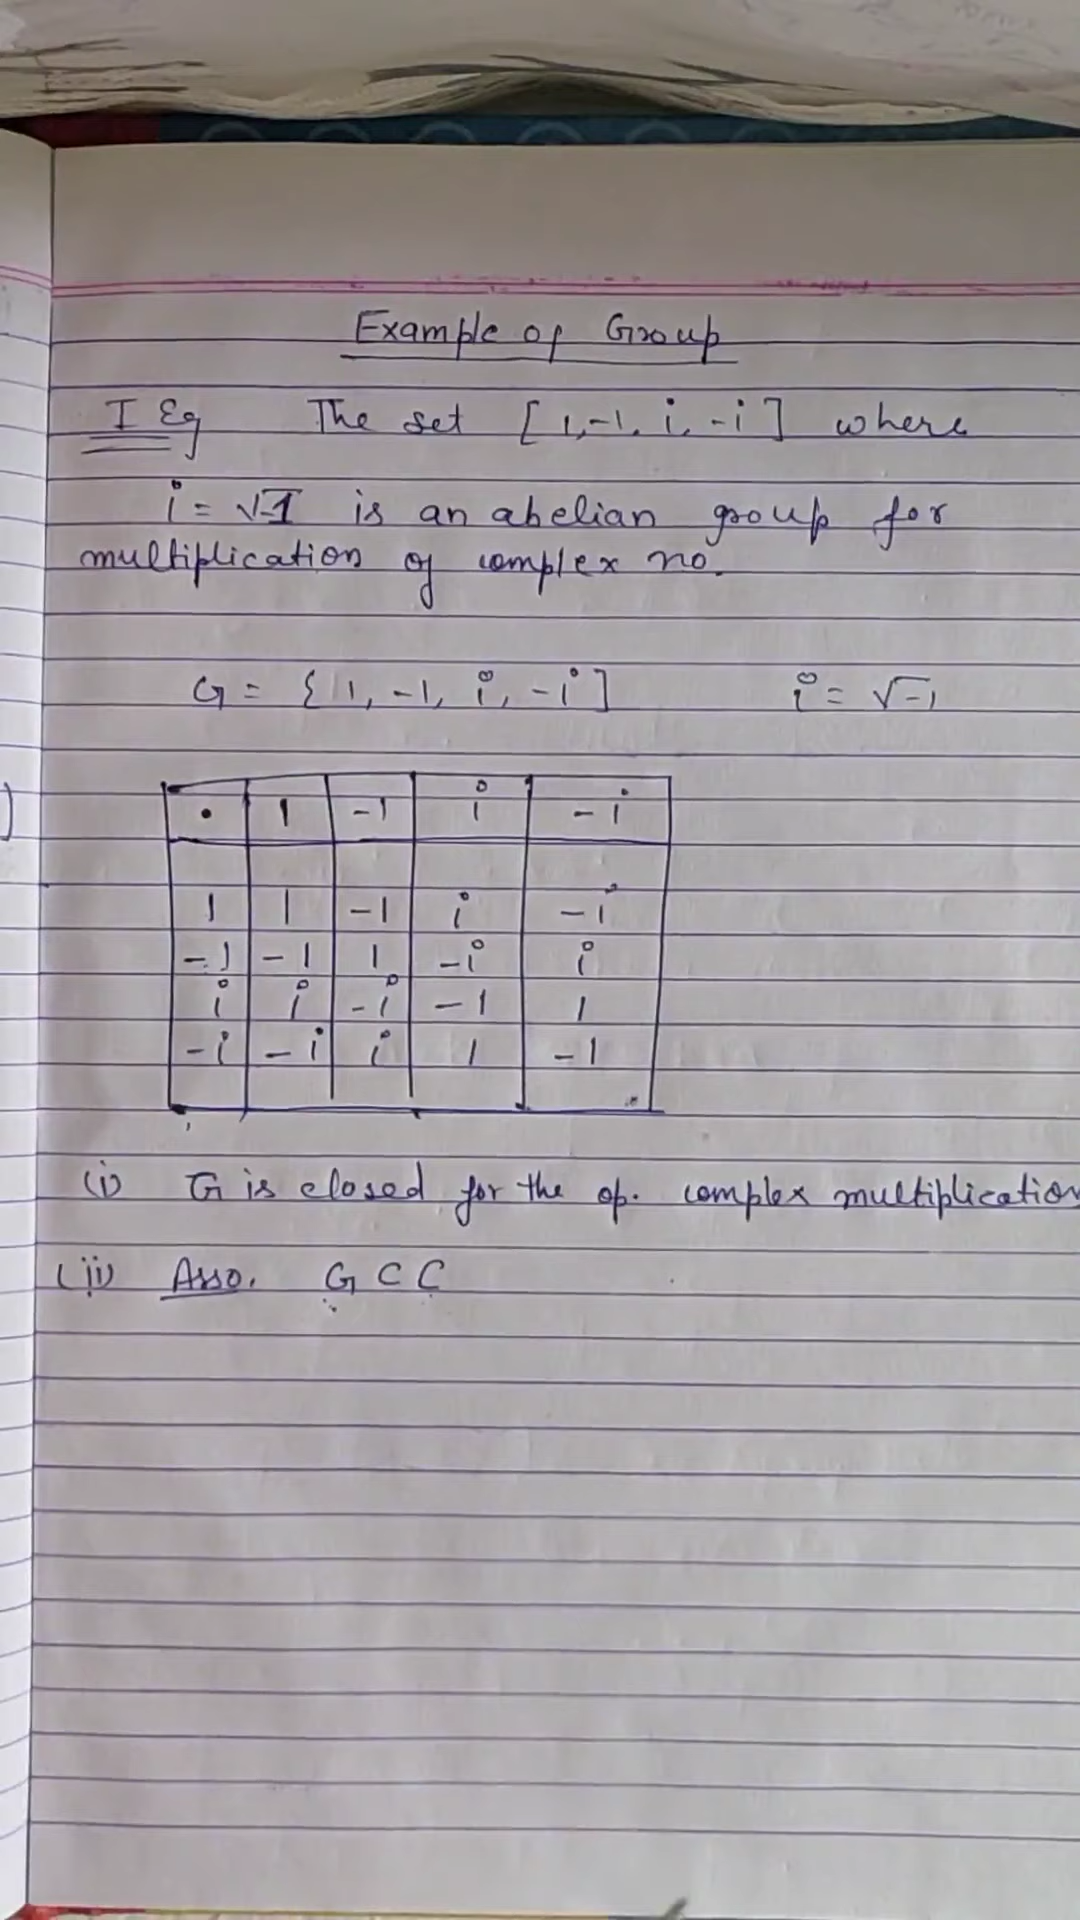 Example of Group
I Eg The set [1,-1, i, -i] where
i = √-1 is an abelian group for
multiplication of complex no.
G = {1, -1, i, -i] i = √-1
• 1 -1 i -i
1 1 -1 i -i
-1 -1 1 -i i
i i -i -1 1
-i -i i 1 -1
(i) G is closed for the op. complex multiplication
(ii) Asso. G ⊂ C